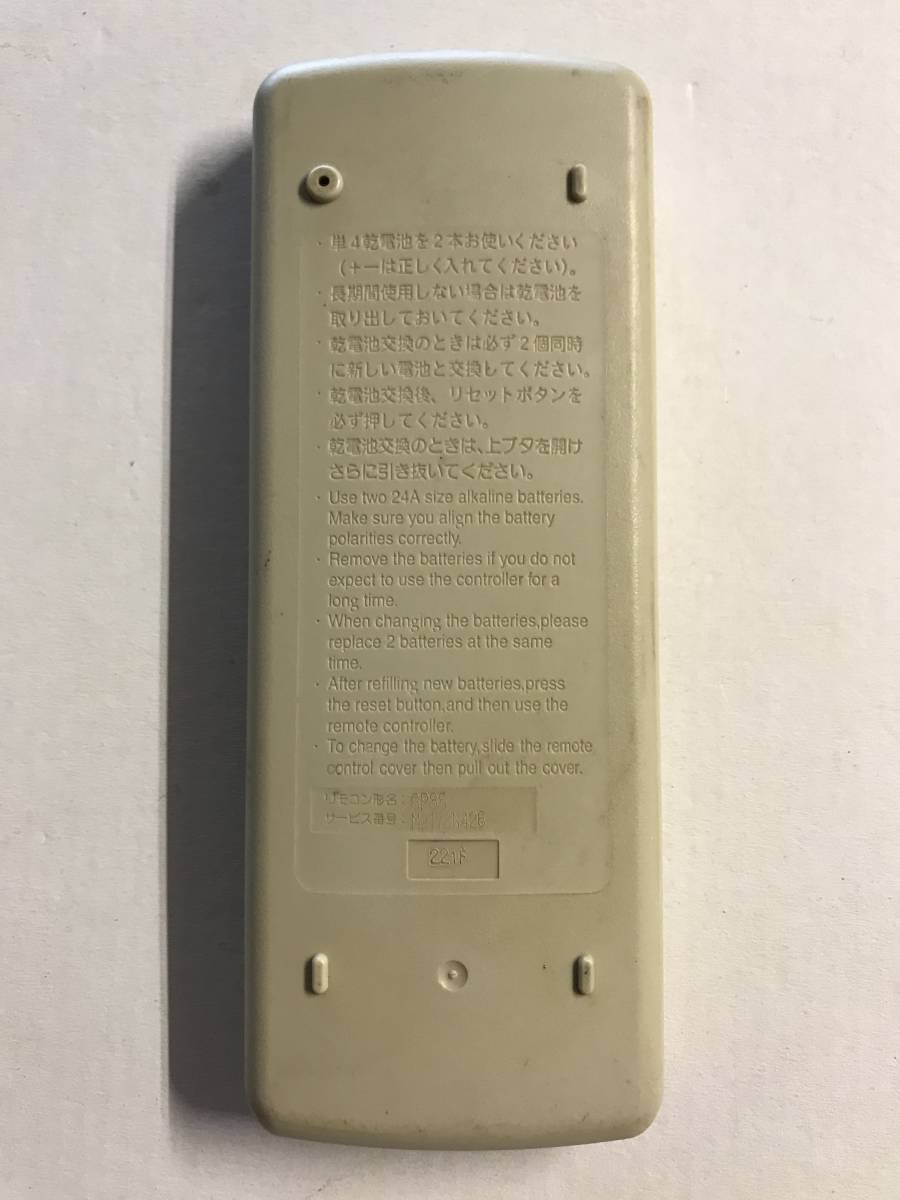 ・単4乾電池を2本お使いください
(+ーは正しく入れてください)。
・長期間使用しない場合は乾電池を
取り出しておいてください。
・乾電池交換のときは必ず2個同時
に新しい電池と交換してください。
・乾電池交換後、リセットボタンを
必ず押してください。
・乾電池交換のときは、上ブタを開け
さらに引き抜いてください。
· Use two 24A size alkaline batteries.
Make sure you align the battery
polarities correctly.
· Remove the batteries if you do not
expect to use the controller for a
long time.
· When changing the batteries,please
replace 2 batteries at the same
time.
· After refilling new batteries,press
the reset button,and then use the
remote controller.
· To change the battery,slide the remote
control cover then pull out the cover.
リモコン形名:
サービス番号: